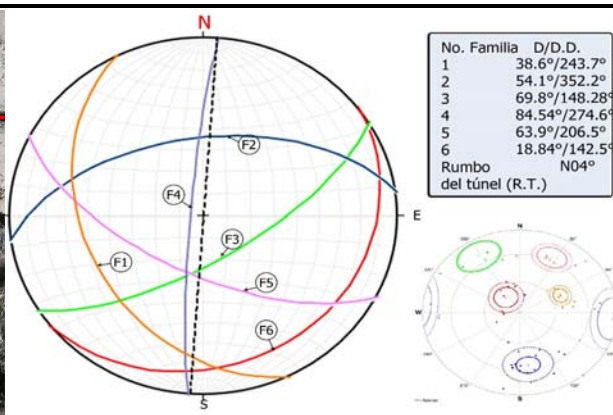 N
F2
F4
E
F3
F1
F5
F6
S
No. Familia D/D.D.
1 38.6°/243.7°
2 54.1°/352.2°
3 69.8°/148.28°
4 84.54°/274.6°
5 63.9°/206.5°
6 18.84°/142.5°
Rumbo N04°
del túnel (R.T.)
N
W
S